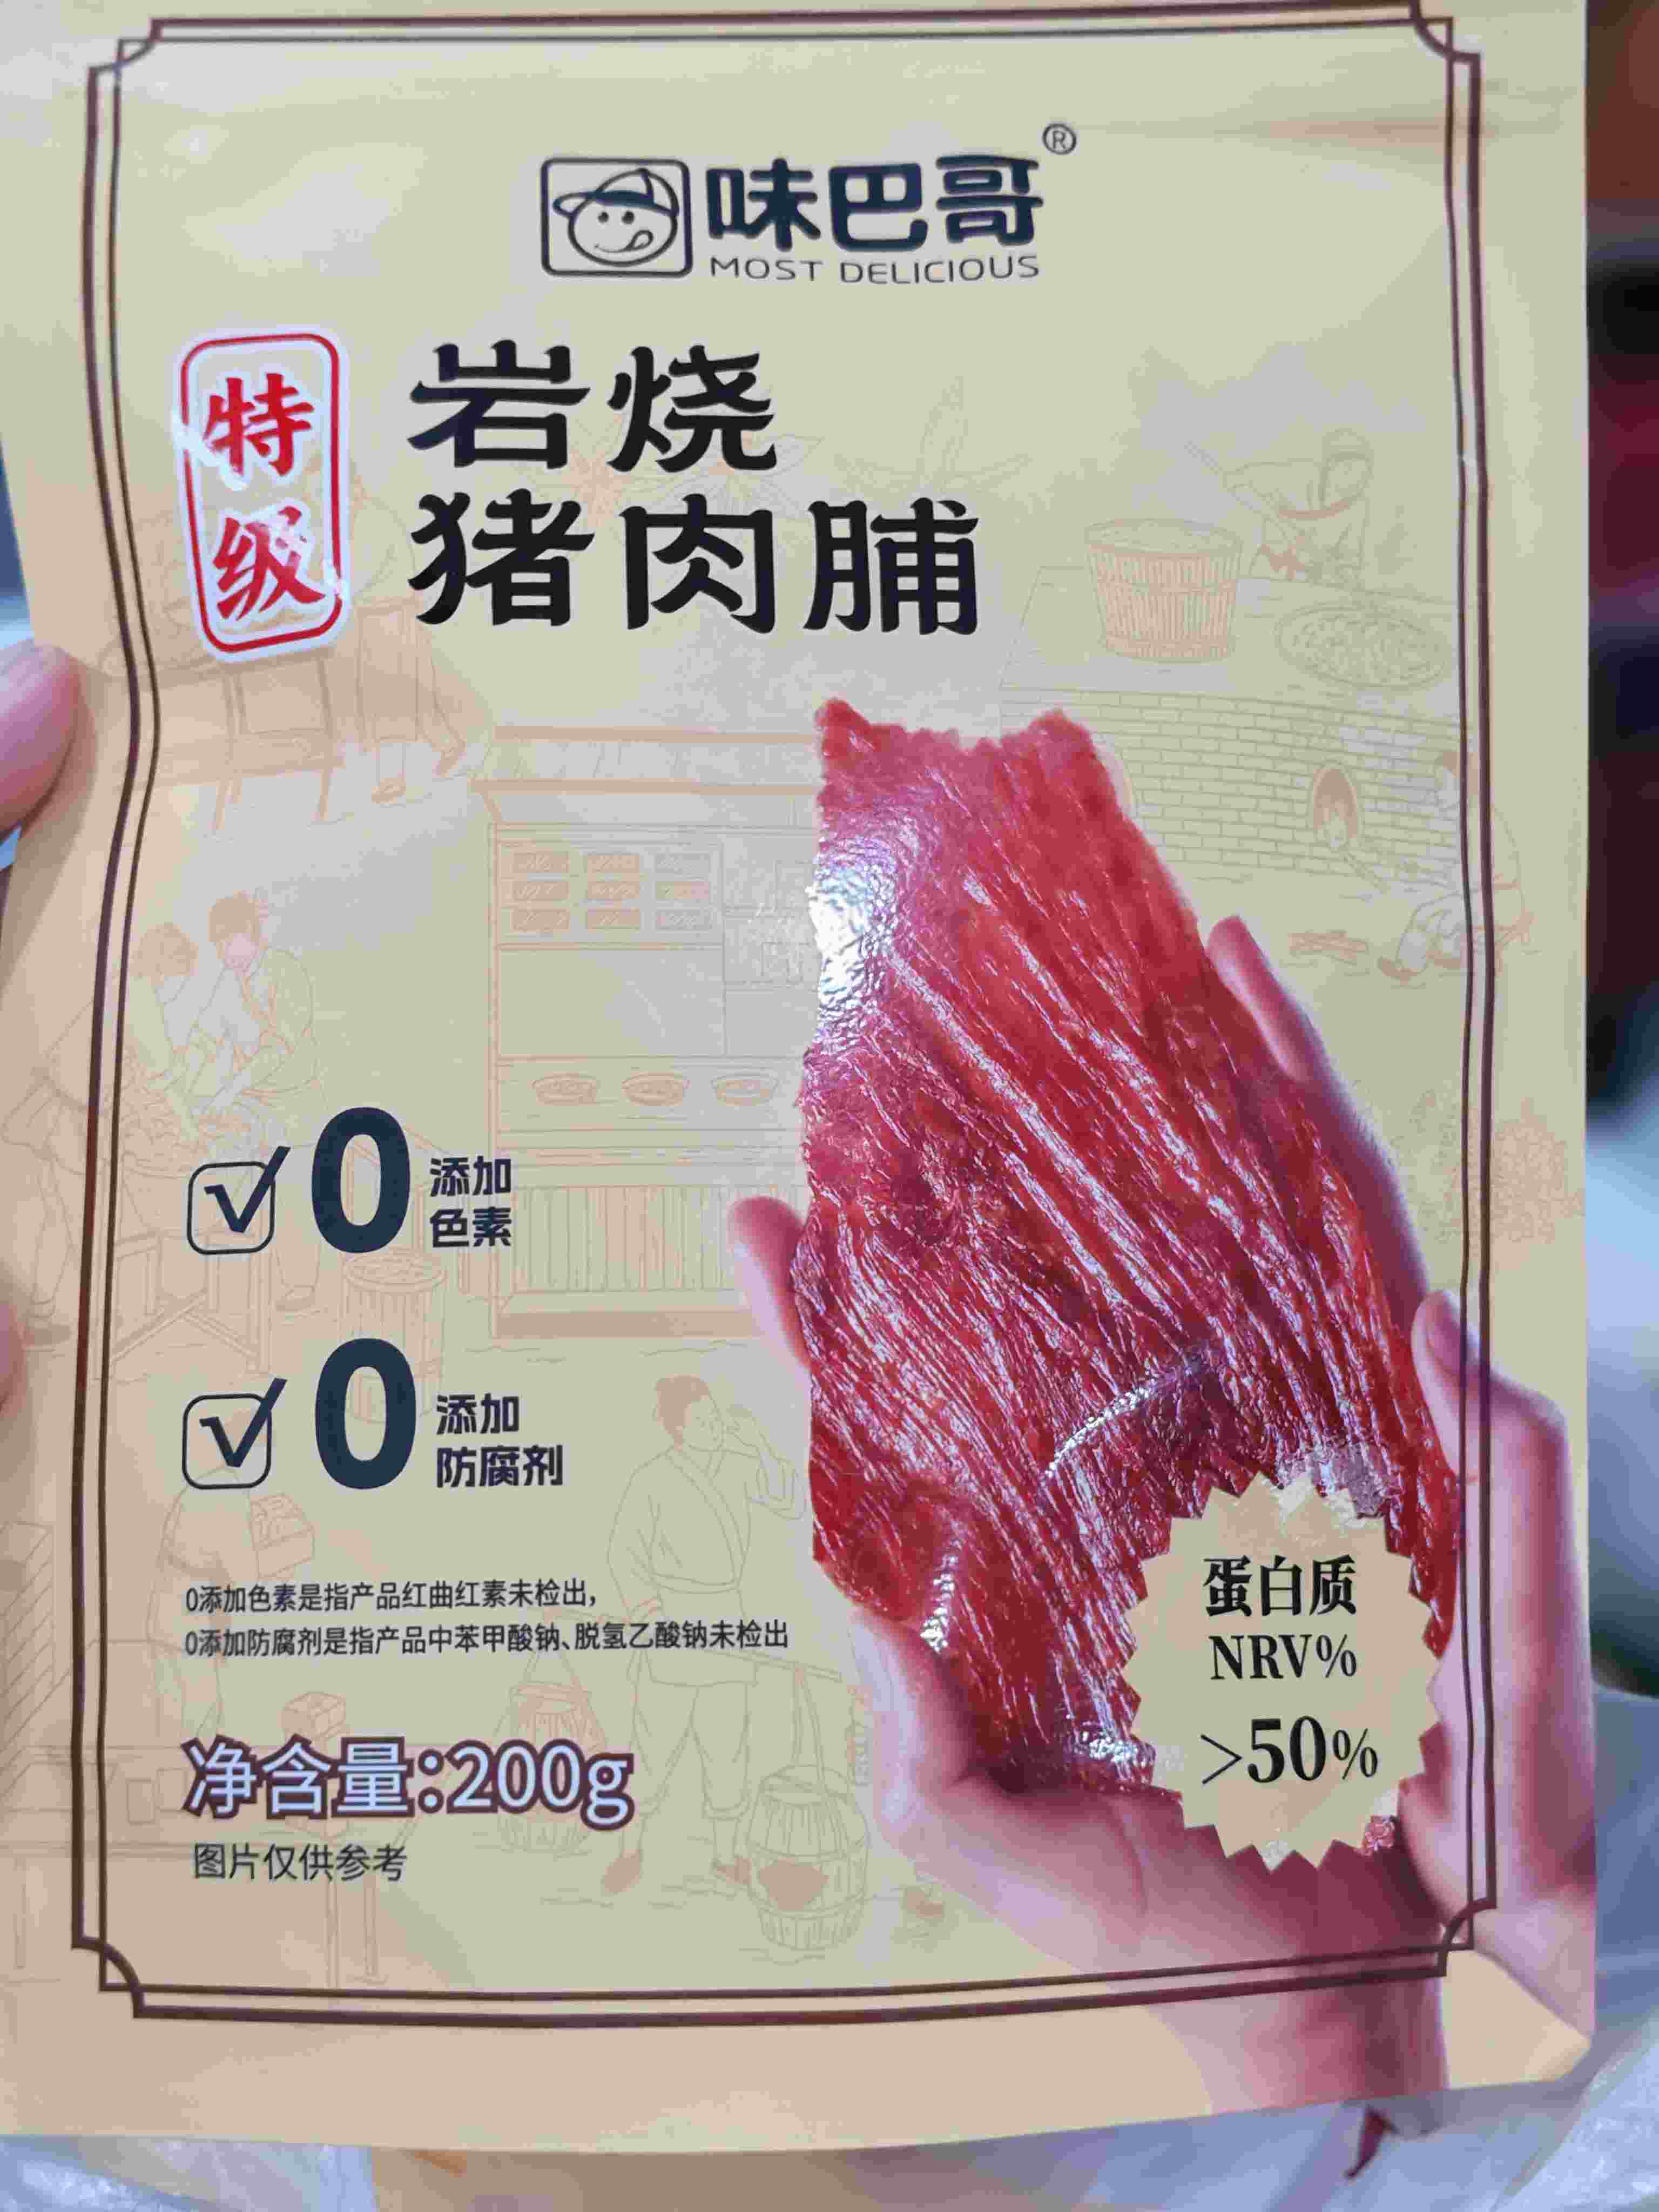 味巴哥®
MOST DELICIOUS
特级
岩烧
猪肉脯
0 添加
色素
0 添加
防腐剂
0添加色素是指产品红曲红素未检出,
0添加防腐剂是指产品中苯甲酸钠、脱氢乙酸钠未检出
净含量:200g
图片仅供参考
蛋白质
NRV%
>50%